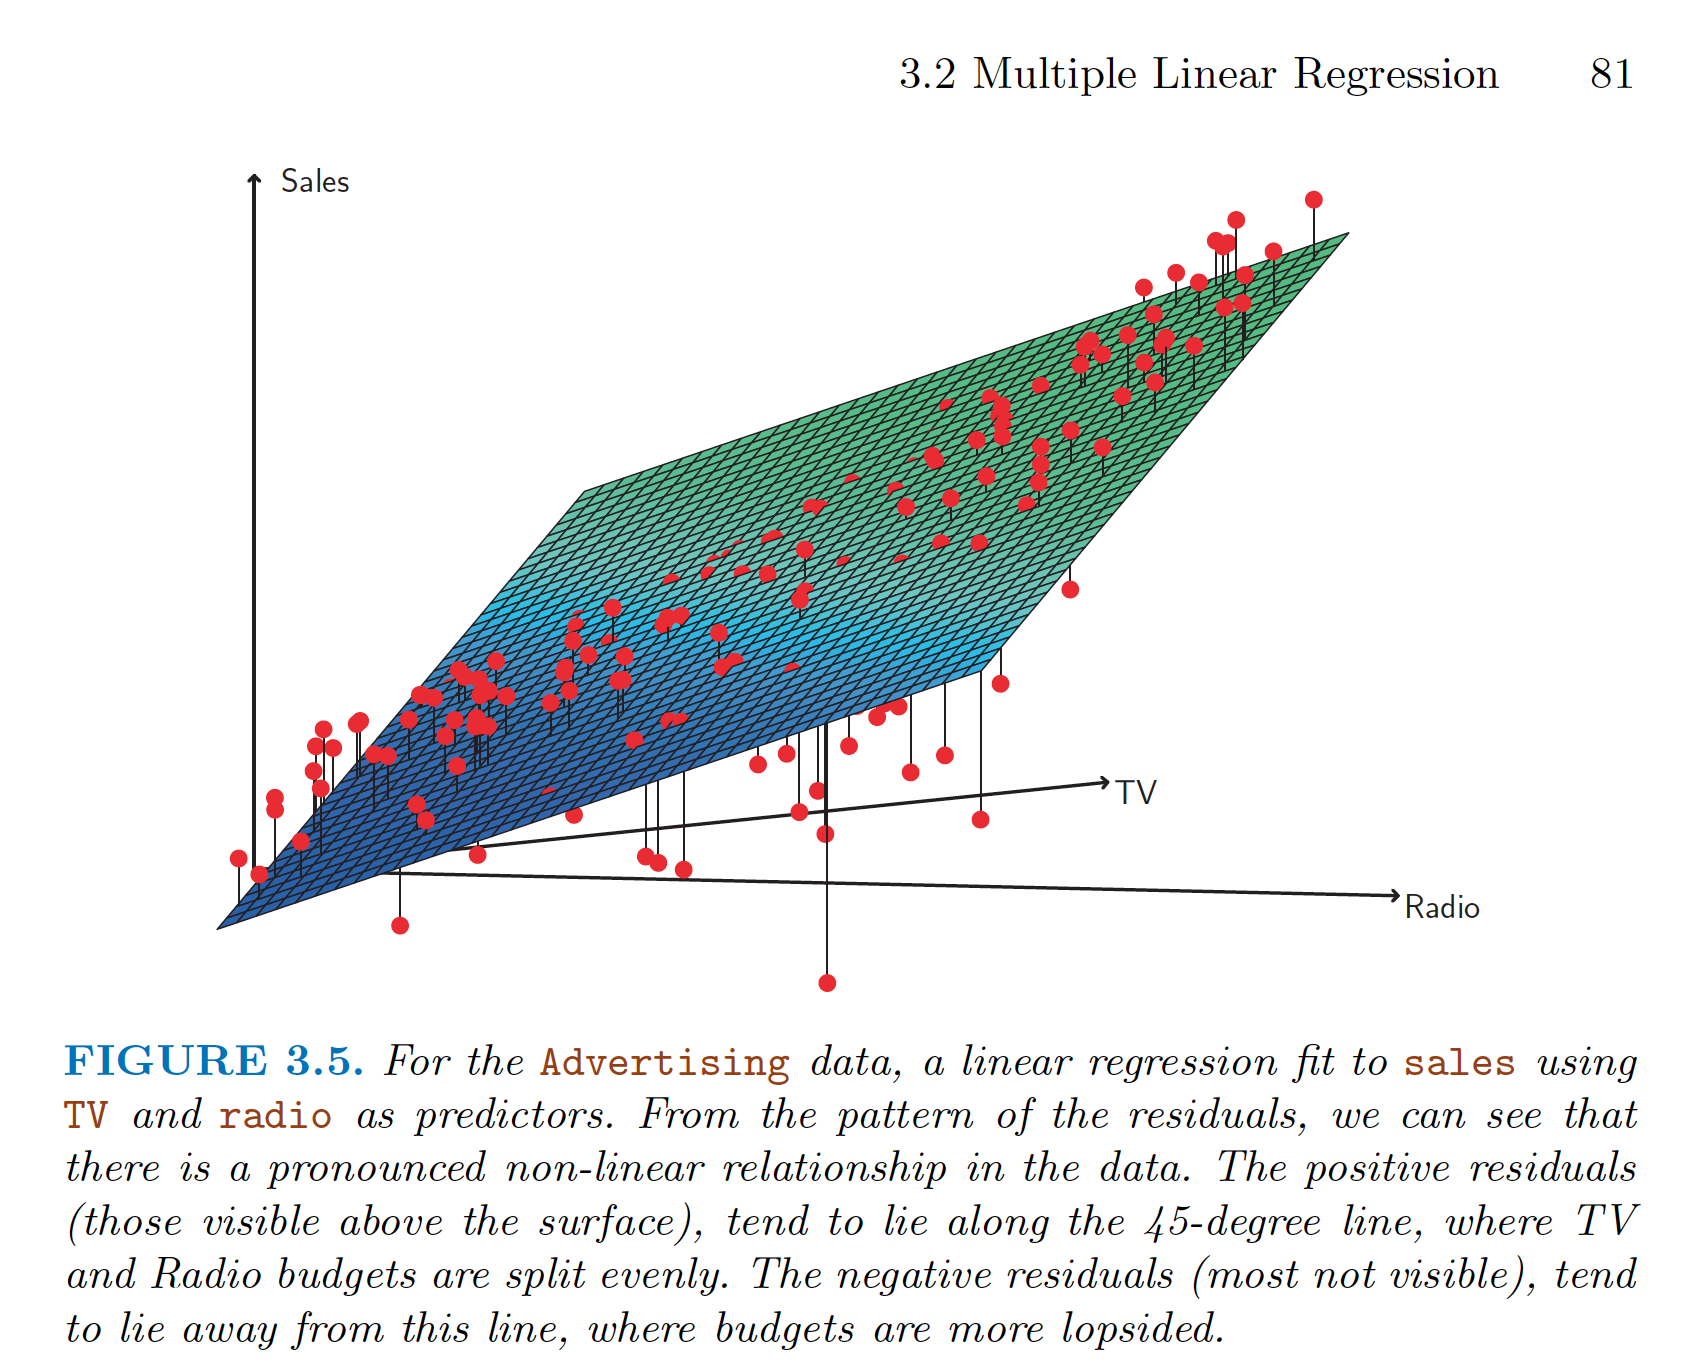 3.2 Multiple Linear Regression 81
Sales
TV
Radio
FIGURE 3.5. For the Advertising data, a linear regression fit to sales using
TV and radio as predictors. From the pattern of the residuals, we can see that
there is a pronounced non-linear relationship in the data. The positive residuals
(those visible above the surface), tend to lie along the 45-degree line, where TV
and Radio budgets are split evenly. The negative residuals (most not visible), tend
to lie away from this line, where budgets are more lopsided.